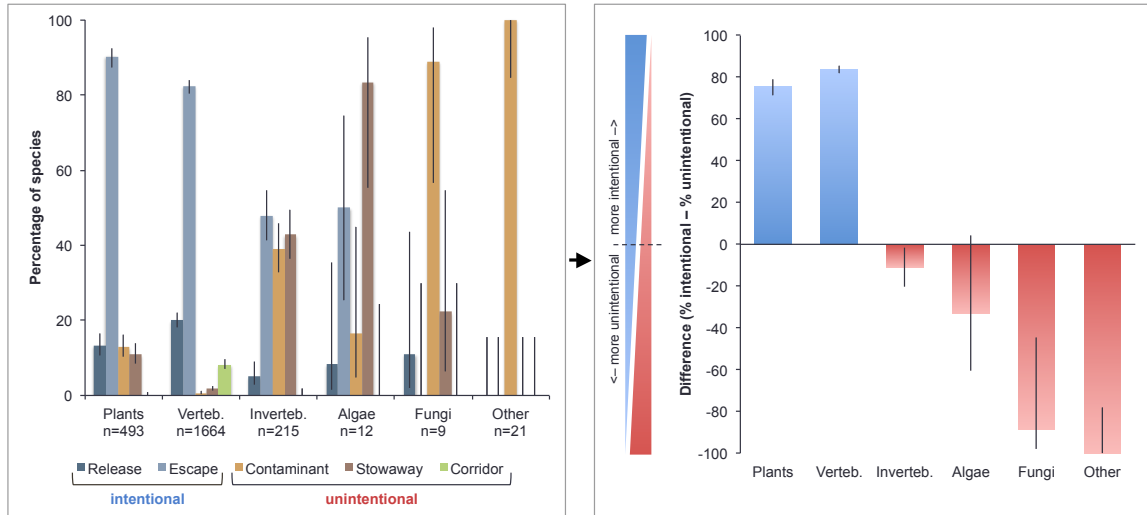 100
80
60
40
20
0
Percentage of species
Plants Verteb. Inverteb. Algae Fungi Other
n=493 n=1664 n=215 n=12 n=9 n=21
Release Escape Contaminant Stowaway Corridor
intentional unintentional
<– more unintentional - more intentional –>
Difference (% intentional – % unintentional)
100
80
60
40
20
0
-20
-40
-60
-80
-100
Plants Verteb. Inverteb. Algae Fungi Other